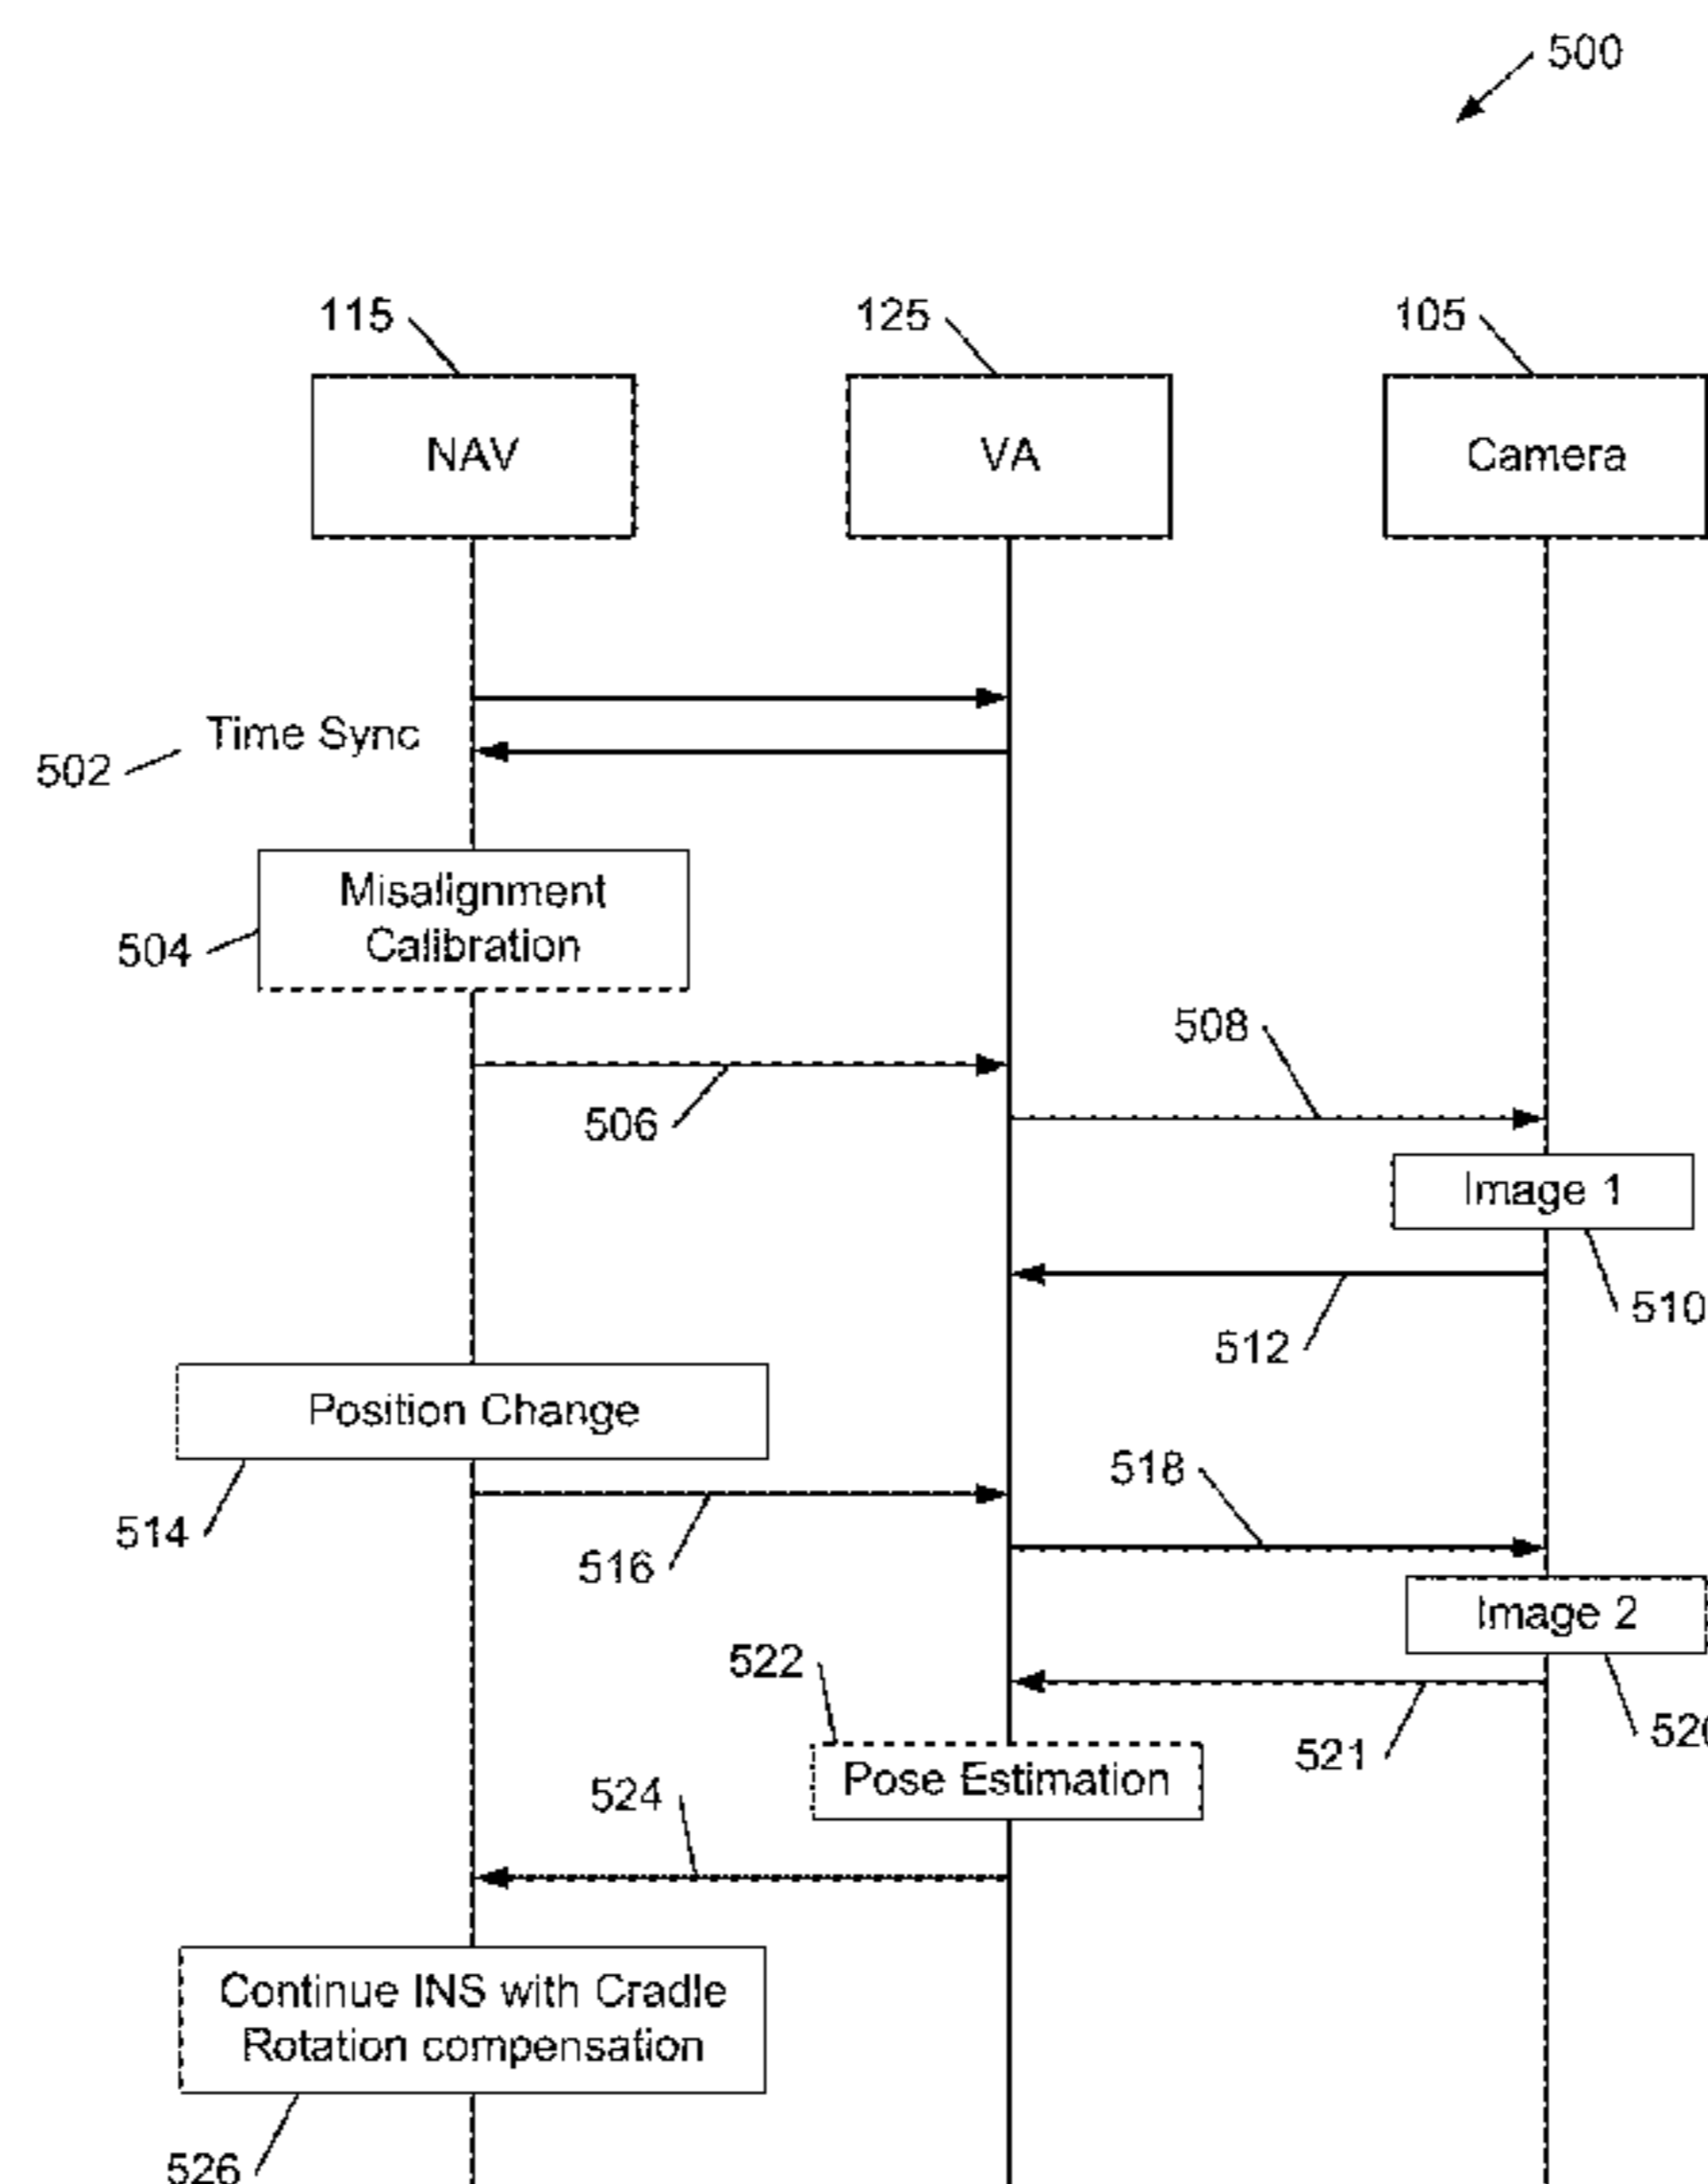 500
115
125
105
NAV
VA
Camera
Time Sync
502
Misalignment
Calibration
504
508
506
Image 1
510
512
Position Change
518
514
516
Image 2
522
520
521
Pose Estimation
524
Continue INS with Cradle
Rotation compensation
526